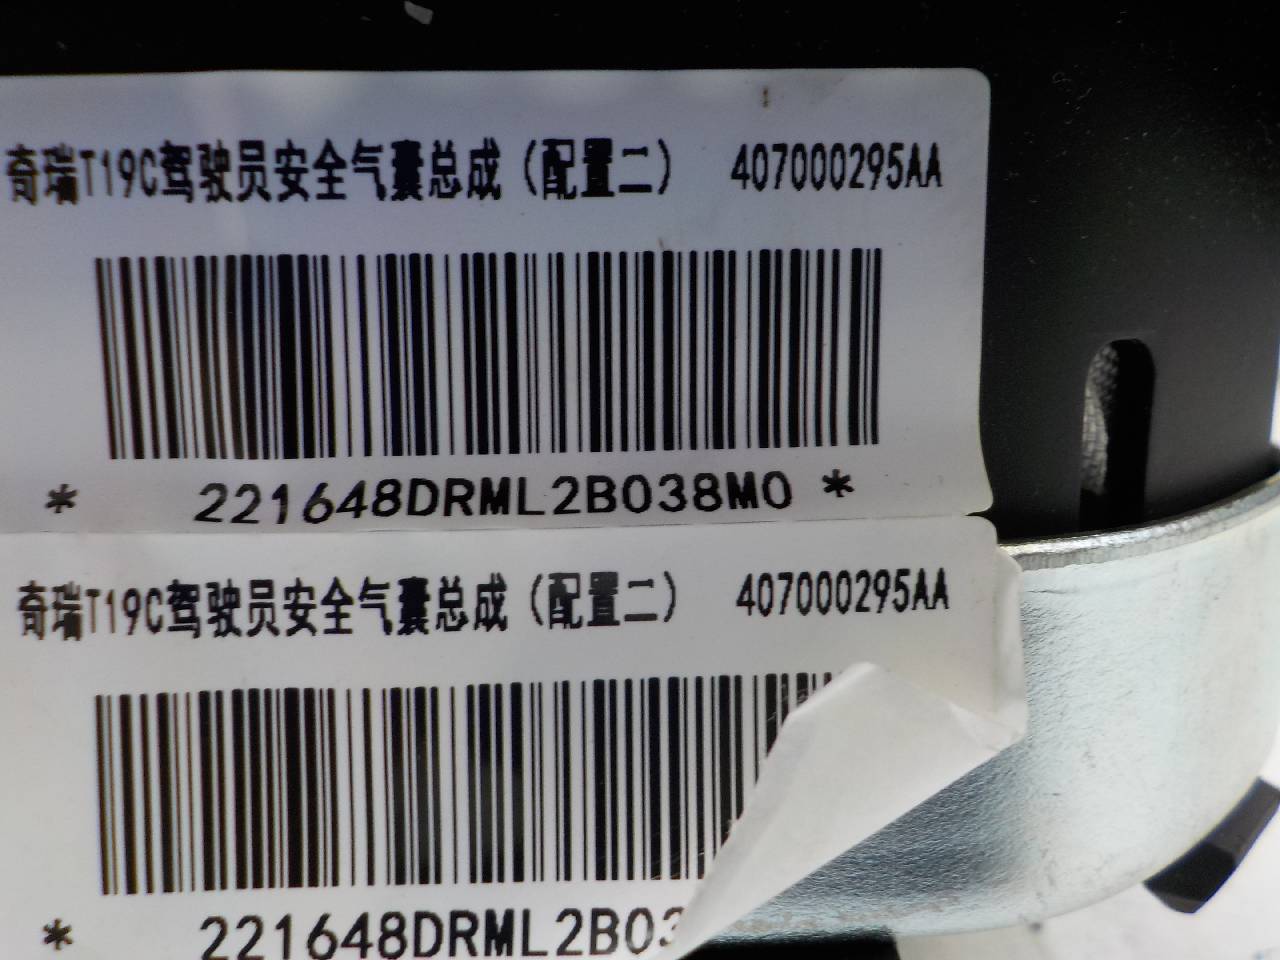 奇瑞T19C驾驶员安全气囊总成（配置二） 407000295AA
* 221648DRML2B038M0 *
奇瑞T19C驾驶员安全气囊总成（配置二） 407000295AA
* 221648DRML2B03